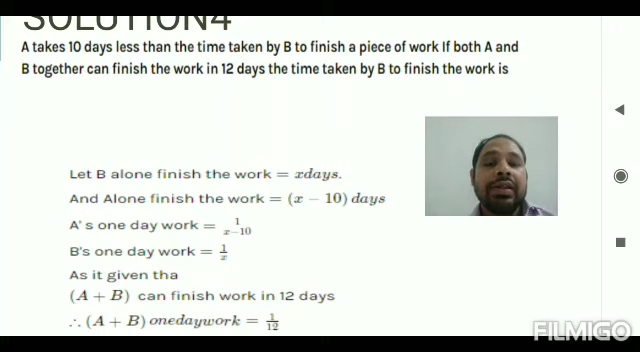 SOLUTION4
A takes 10 days less than the time taken by B to finish a piece of work If both A and
B together can finish the work in 12 days the time taken by B to finish the work is
Let B alone finish the work = xdays.
And Alone finish the work = (x − 10) days
A's one day work = 1/(x−10)
B's one day work = 1/x
As it given tha
(A + B) can finish work in 12 days
∴ (A + B) onedaywork = 1/12
FILMIGO